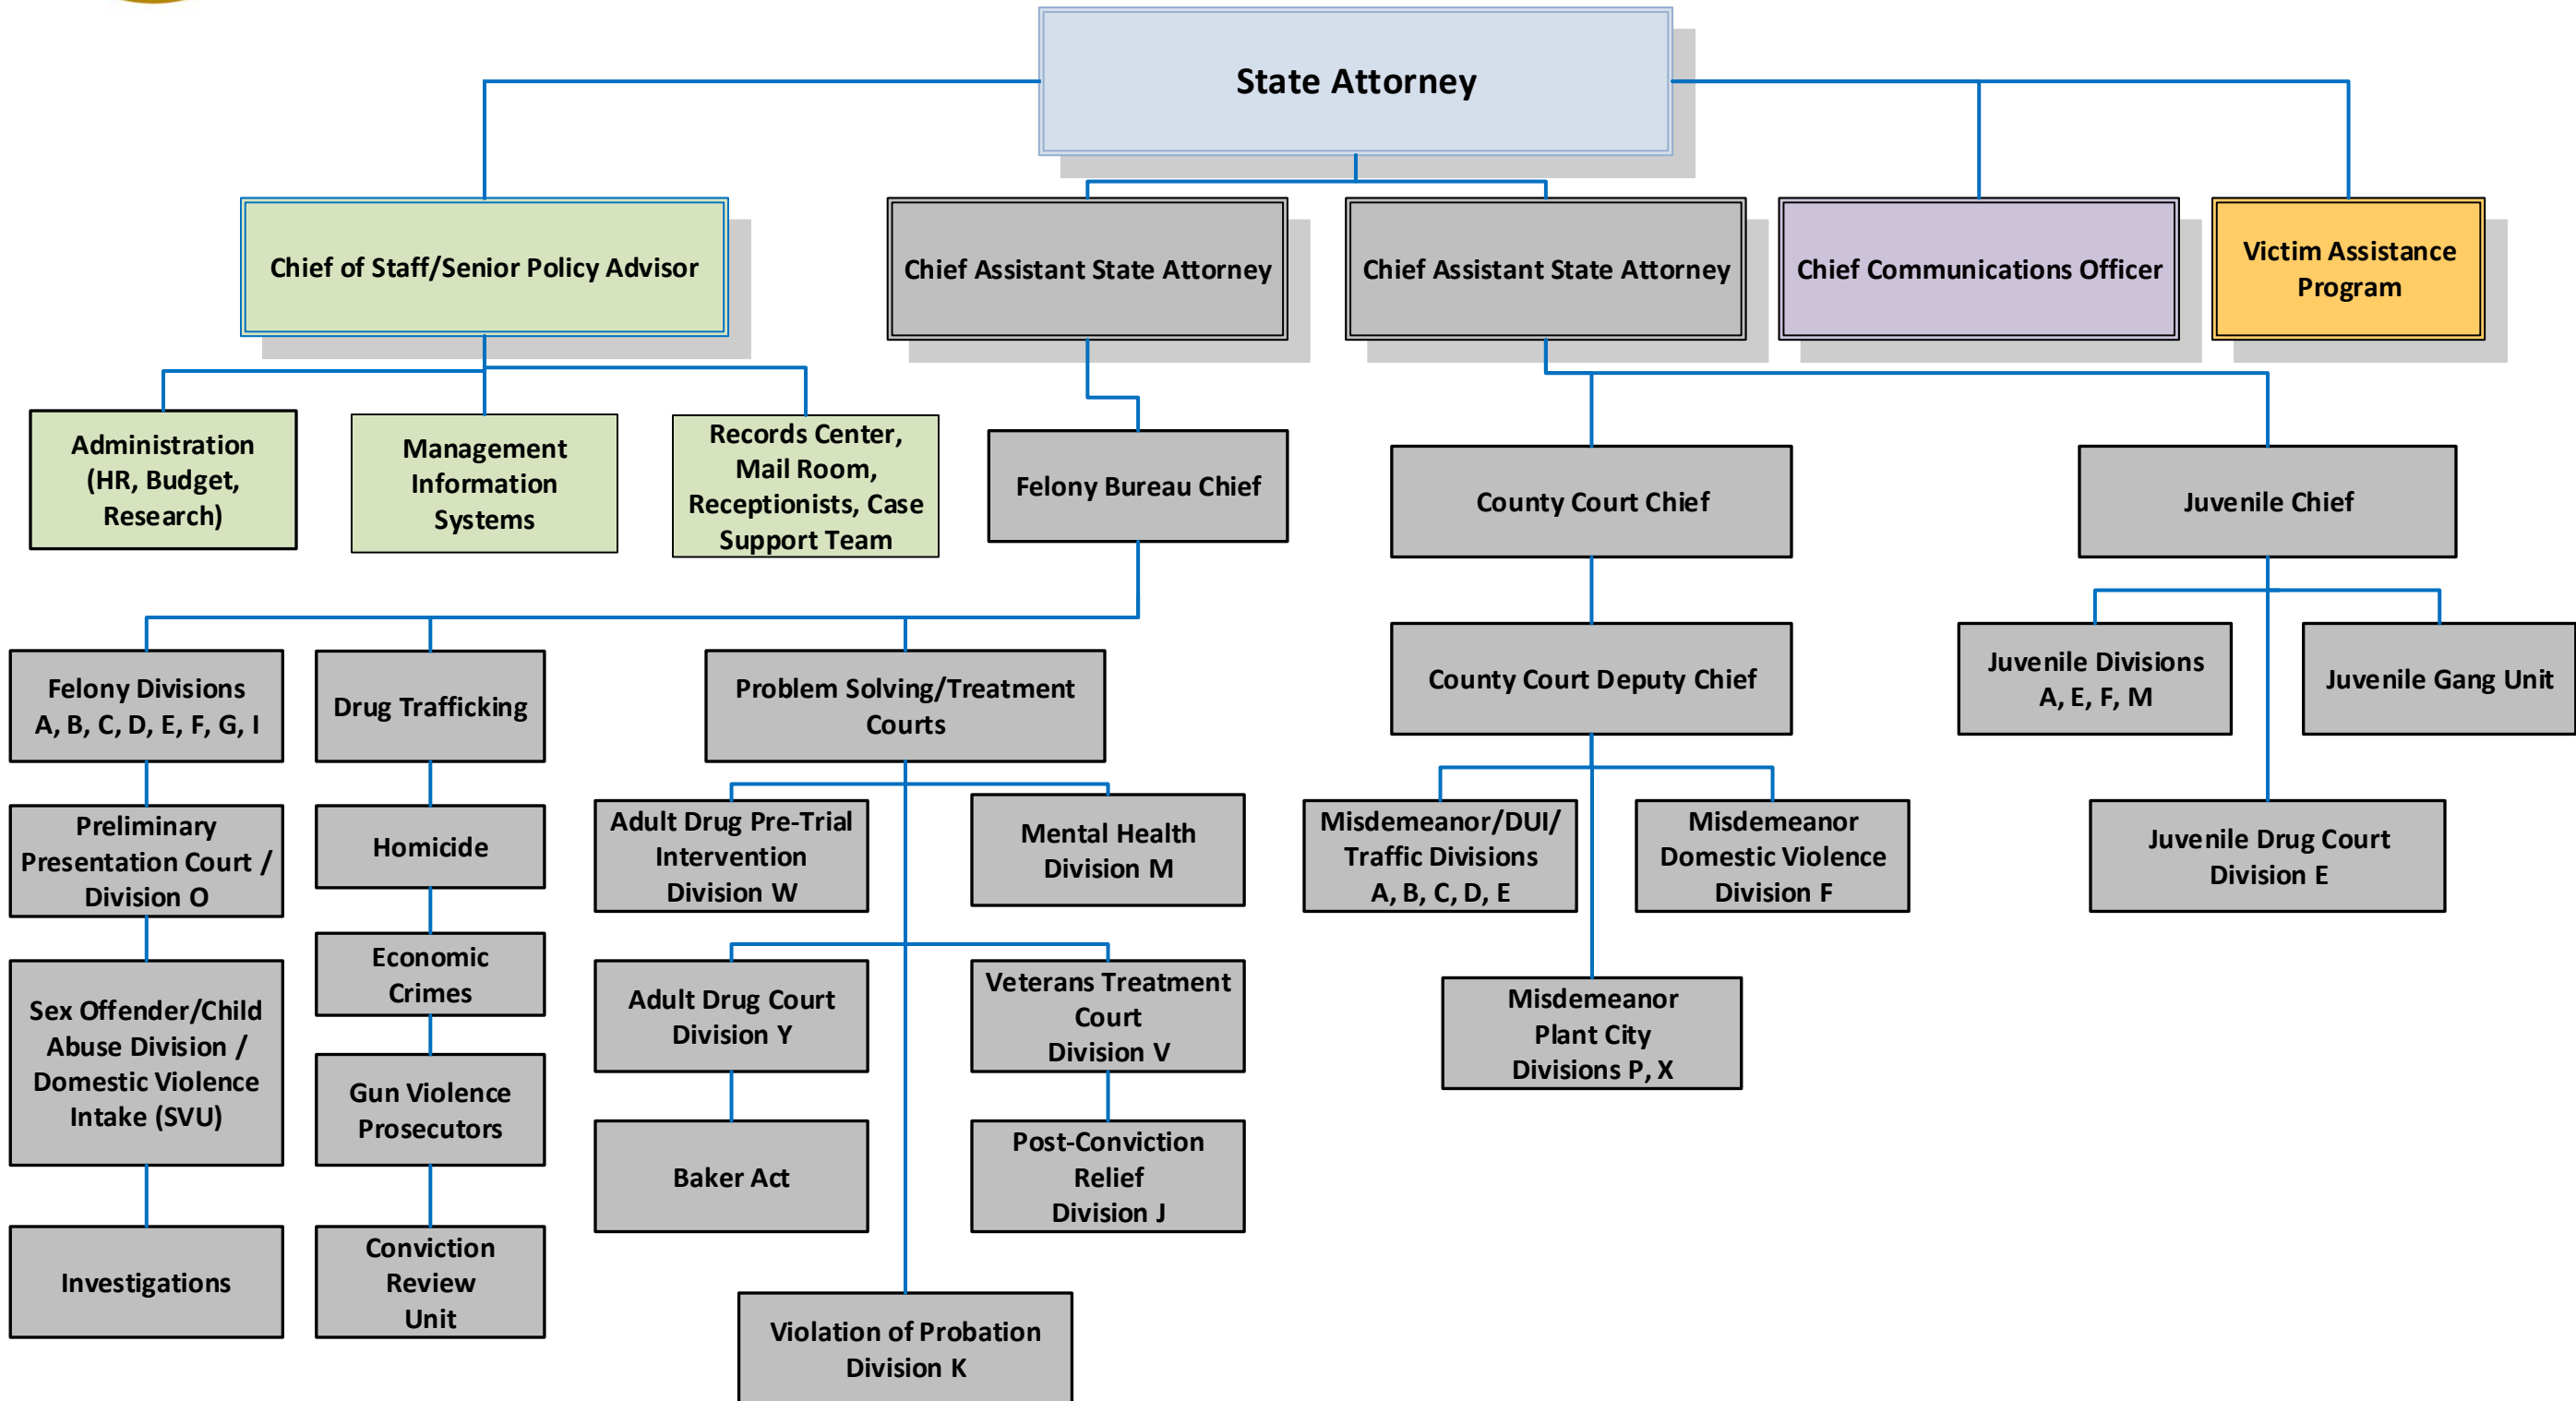 State Attorney
Chief of Staff/Senior Policy Advisor
Chief Assistant State Attorney
Chief Assistant State Attorney
Chief Communications Officer
Victim Assistance
Program
Administration
(HR, Budget,
Research)
Management
Information
Systems
Records Center,
Mail Room,
Receptionists, Case
Support Team
Felony Bureau Chief
County Court Chief
Juvenile Chief
Felony Divisions
A, B, C, D, E, F, G, I
Drug Trafficking
Problem Solving/Treatment
Courts
County Court Deputy Chief
Juvenile Divisions
A, E, F, M
Juvenile Gang Unit
Preliminary
Presentation Court /
Division O
Homicide
Adult Drug Pre-Trial
Intervention
Division W
Mental Health
Division M
Misdemeanor/DUI/
Traffic Divisions
A, B, C, D, E
Misdemeanor
Domestic Violence
Division F
Juvenile Drug Court
Division E
Sex Offender/Child
Abuse Division /
Domestic Violence
Intake (SVU)
Economic
Crimes
Adult Drug Court
Division Y
Veterans Treatment
Court
Division V
Misdemeanor
Plant City
Divisions P, X
Gun Violence
Prosecutors
Baker Act
Post-Conviction
Relief
Division J
Investigations
Conviction
Review
Unit
Violation of Probation
Division K